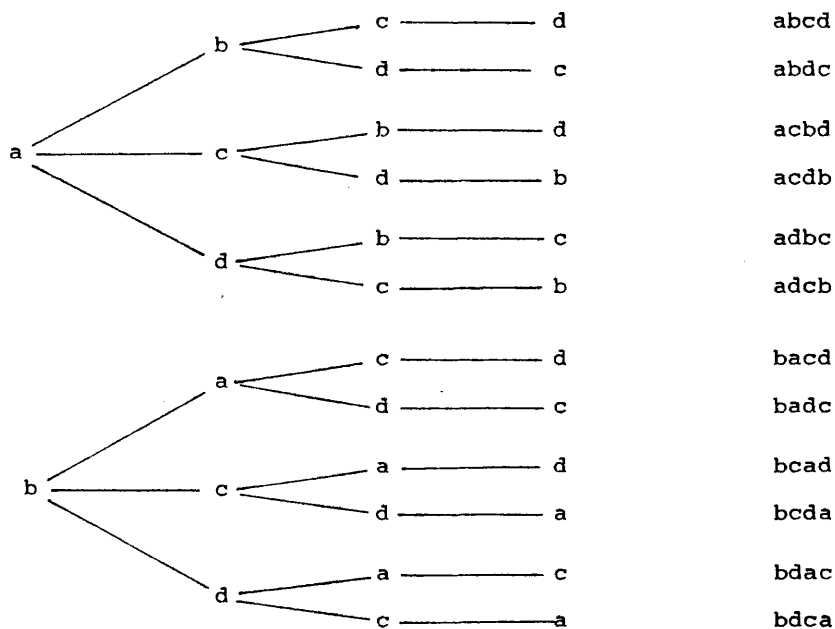 c d abcd
b
d c abdc
b d acbd
a c
d b acdb
b c adbc
d
c b adcb
c d bacd
a
d c badc
a d bcad
b c
d a bcda
a c bdac
d
c a bdca